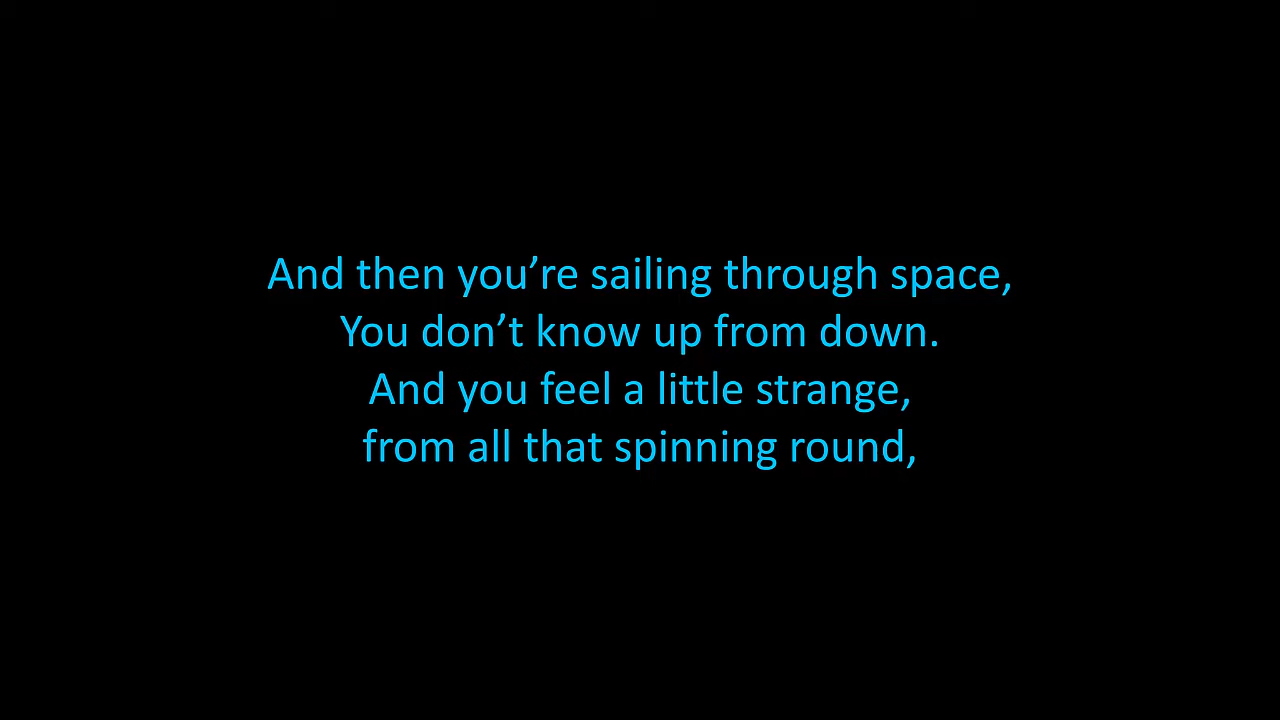 And then you’re sailing through space,
You don’t know up from down.
And you feel a little strange,
from all that spinning round,